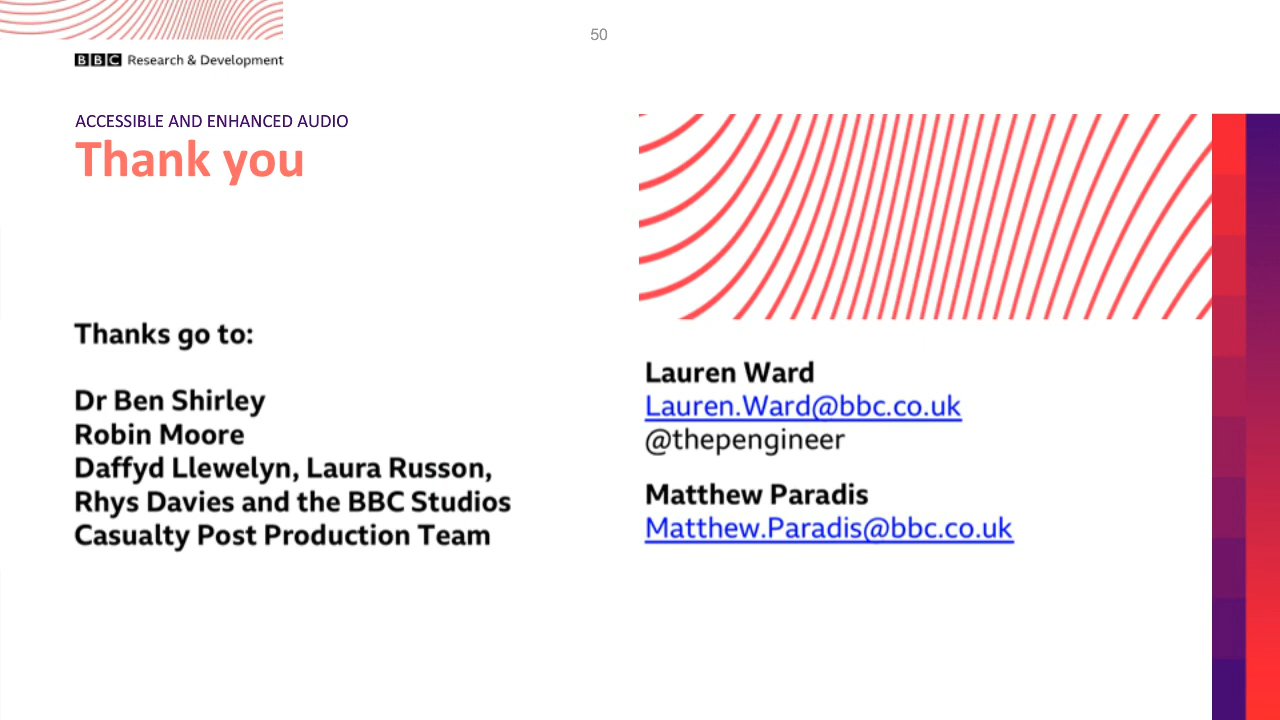 50
BBC Research & Development
ACCESSIBLE AND ENHANCED AUDIO
Thank you
Thanks go to:
Dr Ben Shirley
Robin Moore
Daffyd Llewelyn, Laura Russon,
Rhys Davies and the BBC Studios
Casualty Post Production Team
Lauren Ward
Lauren.Ward@bbc.co.uk
@thepengineer
Matthew Paradis
Matthew.Paradis@bbc.co.uk